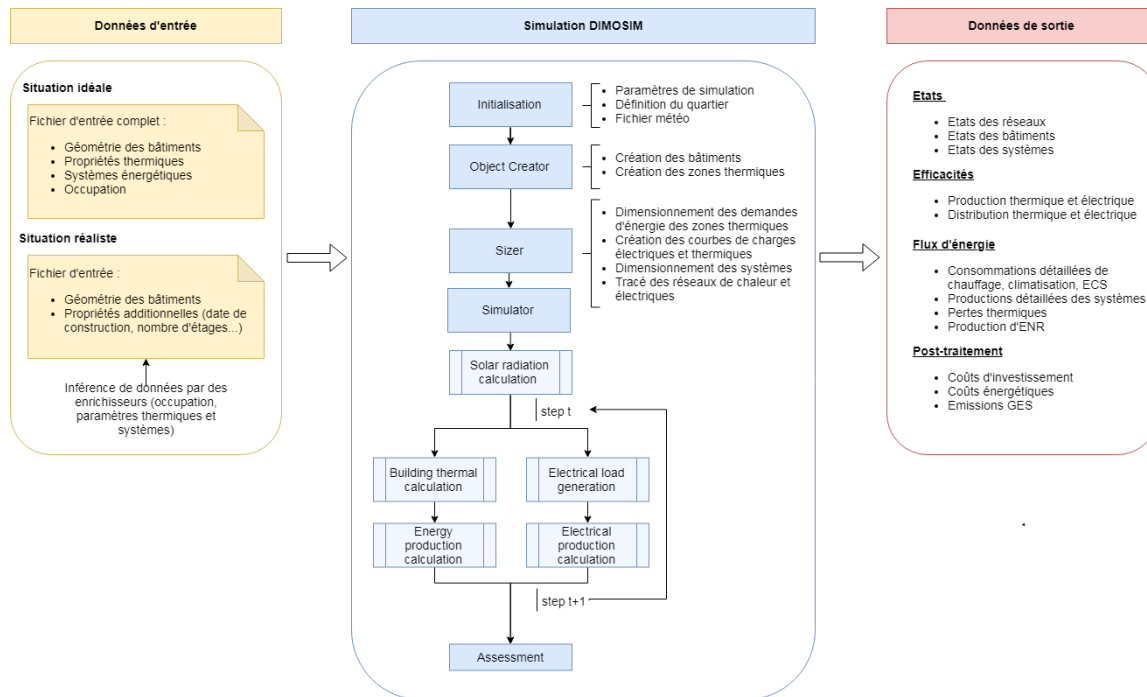 Données d'entrée
Situation idéale
Fichier d'entrée complet :
• Géométrie des bâtiments
• Propriétés thermiques
• Systèmes énergétiques
• Occupation
Situation réaliste
Fichier d'entrée :
• Géométrie des bâtiments
• Propriétés additionnelles (date de
construction, nombre d'étages...)
Inférence de données par des
enrichisseurs (occupation,
paramètres thermiques et
systèmes)
Simulation DIMOSIM
Initialisation
• Paramètres de simulation
• Définition du quartier
• Fichier météo
Object Creator
• Création des bâtiments
• Création des zones thermiques
Sizer
• Dimensionnement des demandes
d'énergie des zones thermiques
• Création des courbes de charges
électriques et thermiques
• Dimensionnement des systèmes
• Tracé des réseaux de chaleur et
électriques
Simulator
Solar radiation
calculation
step t
Building thermal
calculation
Electrical load
generation
Energy
production
calculation
Electrical
production
calculation
step t+1
Assessment
Données de sortie
Etats
• Etats des réseaux
• Etats des bâtiments
• Etats des systèmes
Efficacités
• Production thermique et électrique
• Distribution thermique et électrique
Flux d'énergie
• Consommations détaillées de
chauffage, climatisation, ECS
• Productions détaillées des systèmes
• Pertes thermiques
• Production d'ENR
Post-traitement
• Coûts d'investissement
• Coûts énergétiques
• Emissions GES